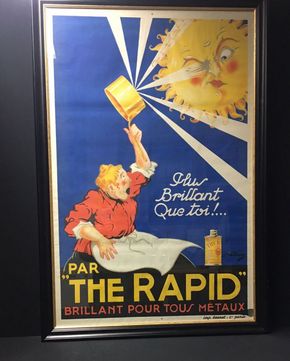 Plus
Brillant
Que toi!...
PAR
"THE RAPID"
BRILLANT POUR TOUS MÉTAUX